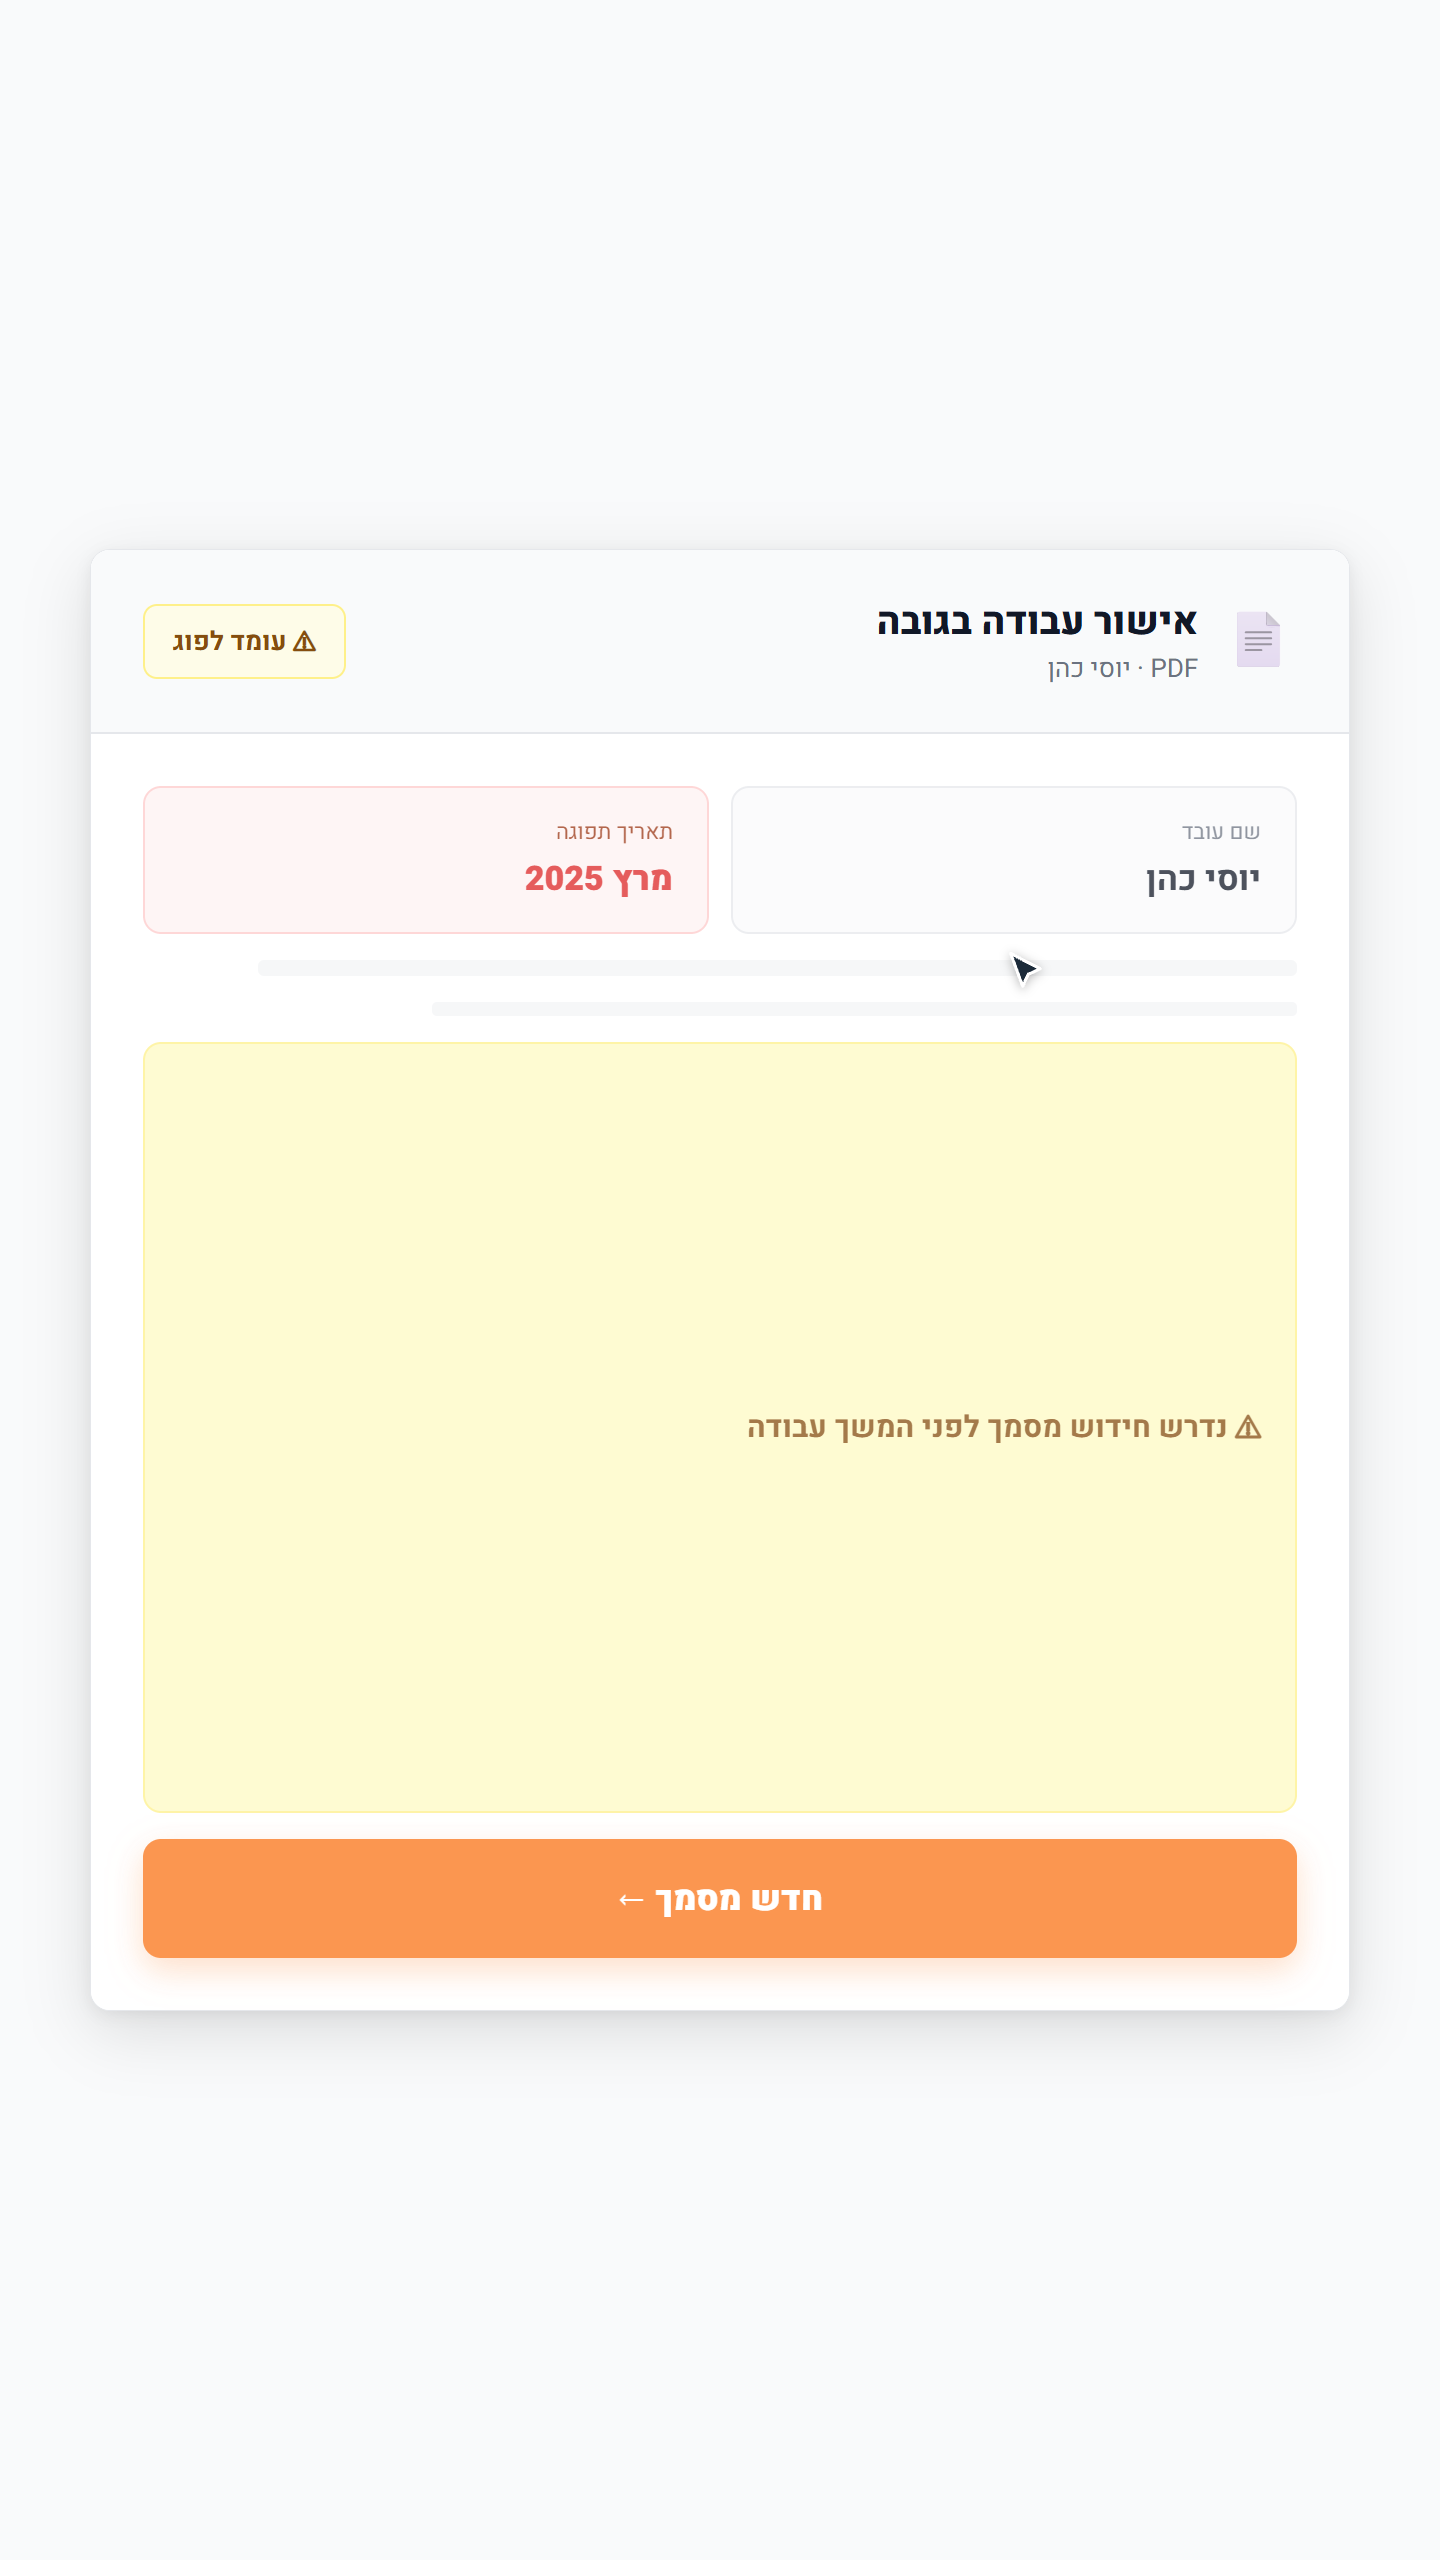 אישור עבודה בגובה
PDF · יוסי כהן
⚠ עומד לפוג
שם עובד
יוסי כהן
תאריך תפוגה
מרץ 2025
⚠ נדרש חידוש מסמך לפני המשך עבודה
חדש מסמך ←